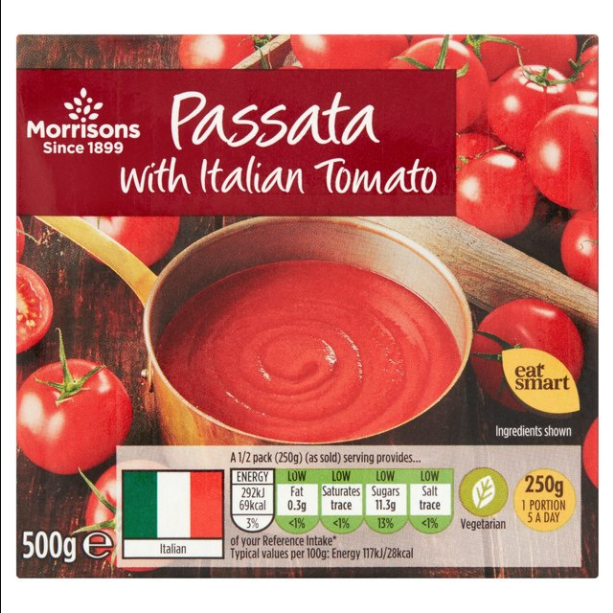 Morrisons
Since 1899
Passata
with Italian Tomato
eat
smart
Ingredients shown
A 1/2 pack (250g) (as sold) serving provides...
ENERGY
292kJ
69kcal
3%
LOW
Fat
0.3g
<1%
LOW
Saturates
trace
<1%
LOW
Sugars
11.3g
13%
LOW
Salt
trace
<1%
of your Reference Intake*
Typical values per 100g: Energy 117kJ/28kcal
Italian
Vegetarian
250g
1 PORTION
5 A DAY
500g e